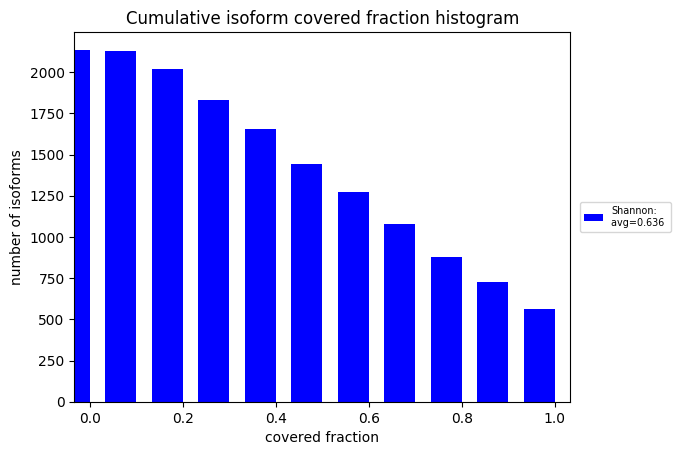 Cumulative isoform covered fraction histogram
number of isoforms
2000
1750
1500
1250
1000
750
500
250
0
0.0 0.2 0.4 0.6 0.8 1.0
covered fraction
Shannon:
avg=0.636